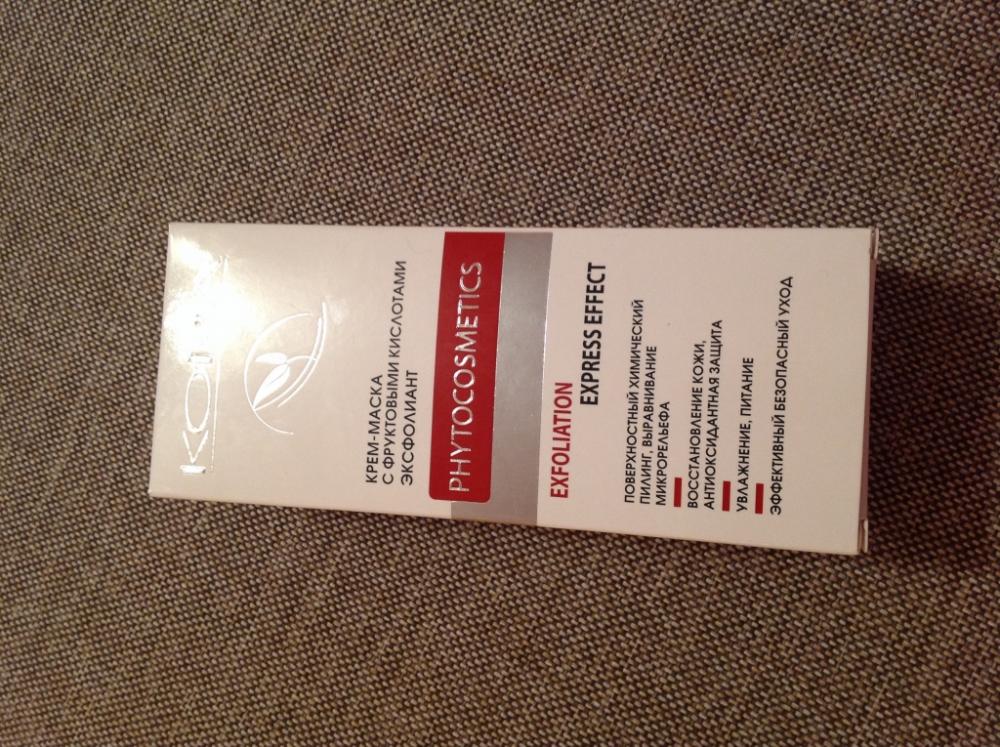 КРЕМ-МАСКА
С ФРУКТОВЫМИ КИСЛОТАМИ
ЭКСФОЛИАНТ
PHYTOCOSMETICS
EXFOLIATION
EXPRESS EFFECT
ПОВЕРХНОСТНЫЙ ХИМИЧЕСКИЙ
ПИЛИНГ, ВЫРАВНИВАНИЕ
МИКРОРЕЛЬЕФА
ВОССТАНОВЛЕНИЕ КОЖИ,
АНТИОКСИДАНТНАЯ ЗАЩИТА
УВЛАЖНЕНИЕ, ПИТАНИЕ
ЭФФЕКТИВНЫЙ БЕЗОПАСНЫЙ УХОД